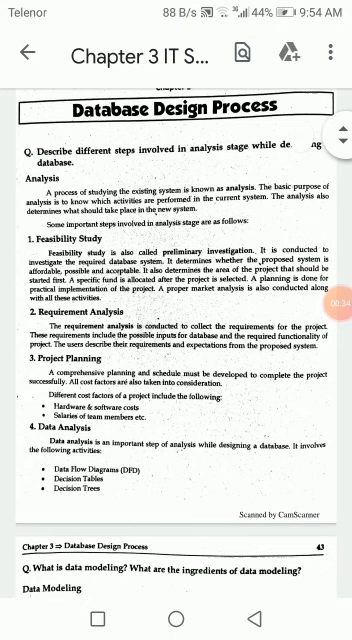 Telenor 88 B/s 44% 9:54 AM
Chapter 3 IT S...
Database Design Process
Q. Describe different steps involved in analysis stage while de ng
database.
Analysis
A process of studying the existing system is known as analysis. The basic purpose of
analysis is to know which activities are performed in the current system. The analysis also
determines what should take place in the new system.
Some important steps involved in analysis stage are as follows:
1. Feasibility Study
Feasibility study is also called preliminary investigation. It is conducted to
investigate the required database system. It determines whether the proposed system is
affordable, possible and acceptable. It also determines the area of the project that should be
started first. A specific fund is allocated after the project is selected. A planning is done for
practical implementation of the project. A proper market analysis is also conducted along
with all these activities.
00:34
2. Requirement Analysis
The requirement analysis is conducted to collect the requirements for the project.
These requirements include the possible inputs for database and the required functionality of
project. The users describe their requirements and expectations from the proposed system.
3. Project Planning
A comprehensive planning and schedule must be developed to complete the project
successfully. All cost factors are also taken into consideration.
Different cost factors of a project include the following:
• Hardware & software costs
• Salaries of team members etc.
4. Data Analysis
Data analysis is an important step of analysis while designing a database. It involves
the following activities:
• Data Flow Diagrams (DFD)
• Decision Tables
• Decision Trees
Scanned by CamScanner
Chapter 3 ⇒ Database Design Process 43
Q. What is data modeling? What are the ingredients of data modeling?
Data Modeling